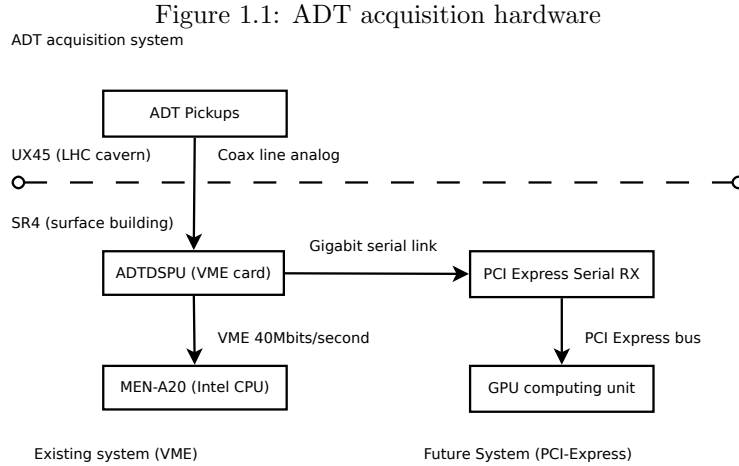 Figure 1.1: ADT acquisition hardware
ADT acquisition system
ADT Pickups
UX45 (LHC cavern)
Coax line analog
SR4 (surface building)
Gigabit serial link
ADTDSPU (VME card)
PCI Express Serial RX
VME 40Mbits/second
PCI Express bus
MEN-A20 (Intel CPU)
GPU computing unit
Existing system (VME)
Future System (PCI-Express)